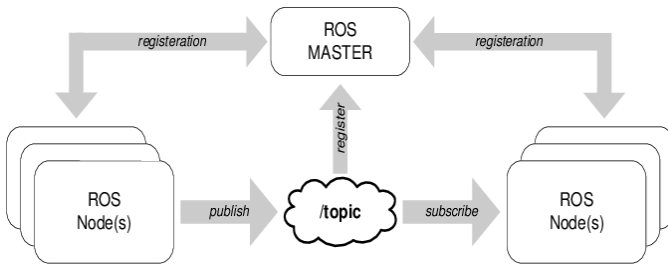 registeration
ROS
MASTER
registeration
register
ROS
Node(s)
publish
/topic
subscribe
ROS
Node(s)